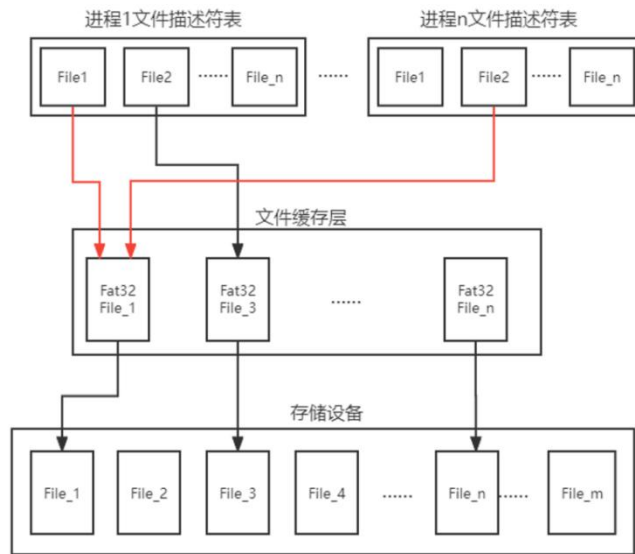 进程1文件描述符表
进程n文件描述符表
File1 File2 ······ File_n ······ File1 File2 ······ File_n
文件缓存层
Fat32 Fat32 Fat32
File_1 File_3 ······ File_n
存储设备
File_1 File_2 File_3 File_4 ······ File_n ······ File_m